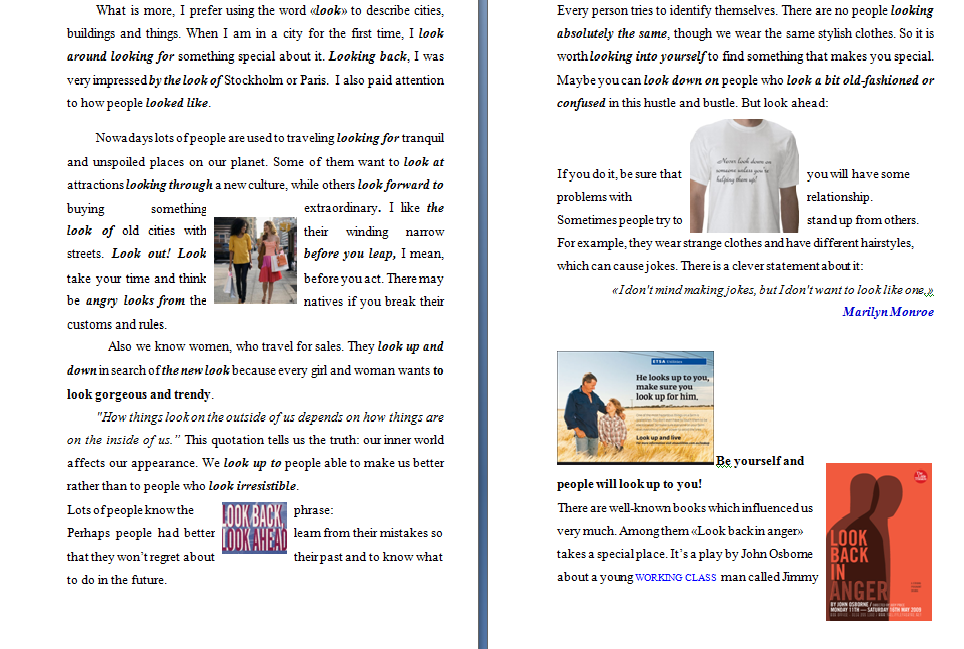 What is more, I prefer using the word «look» to describe cities,
buildings and things. When I am in a city for the first time, I look
around looking for something special about it. Looking back, I was
very impressed by the look of Stockholm or Paris. I also paid attention
to how people looked like.
Nowadays lots of people are used to traveling looking for tranquil
and unspoiled places on our planet. Some of them want to look at
attractions looking through a new culture, while others look forward to
buying something extraordinary. I like the
look of old cities with their winding narrow
streets. Look out! Look before you leap, I mean,
take your time and think before you act. There may
be angry looks from the natives if you break their
customs and rules.
Also we know women, who travel for sales. They look up and
down in search of the new look because every girl and woman wants to
look gorgeous and trendy.
"How things look on the outside of us depends on how things are
on the inside of us." This quotation tells us the truth: our inner world
affects our appearance. We look up to people able to make us better
rather than to people who look irresistible.
Lots of people know the phrase:
Perhaps people had better learn from their mistakes so
that they won't regret about their past and to know what
to do in the future.
LOOK BACK,
LOOK AHEAD
Every person tries to identify themselves. There are no people looking
absolutely the same, though we wear the same stylish clothes. So it is
worth looking into yourself to find something that makes you special.
Maybe you can look down on people who look a bit old-fashioned or
confused in this hustle and bustle. But look ahead:
«Never look down on
someone unless you're
helping them up!
If you do it, be sure that you will have some
problems with relationship.
Sometimes people try to stand up from others.
For example, they wear strange clothes and have different hairstyles,
which can cause jokes. There is a clever statement about it:
«I don't mind making jokes, but I don't want to look like one.»
Marilyn Monroe
ETSA
He looks up to you,
make sure you
look up for him.
Look up and live
Be yourself and
people will look up to you!
There are well-known books which influenced us
very much. Among them «Look back in anger»
takes a special place. It's a play by John Osborne
about a young WORKING CLASS man called Jimmy
LOOK
BACK
IN
ANGER
BY JOHN OSBORNE
MONDAY 11TH — SATURDAY 16TH MAY 2009